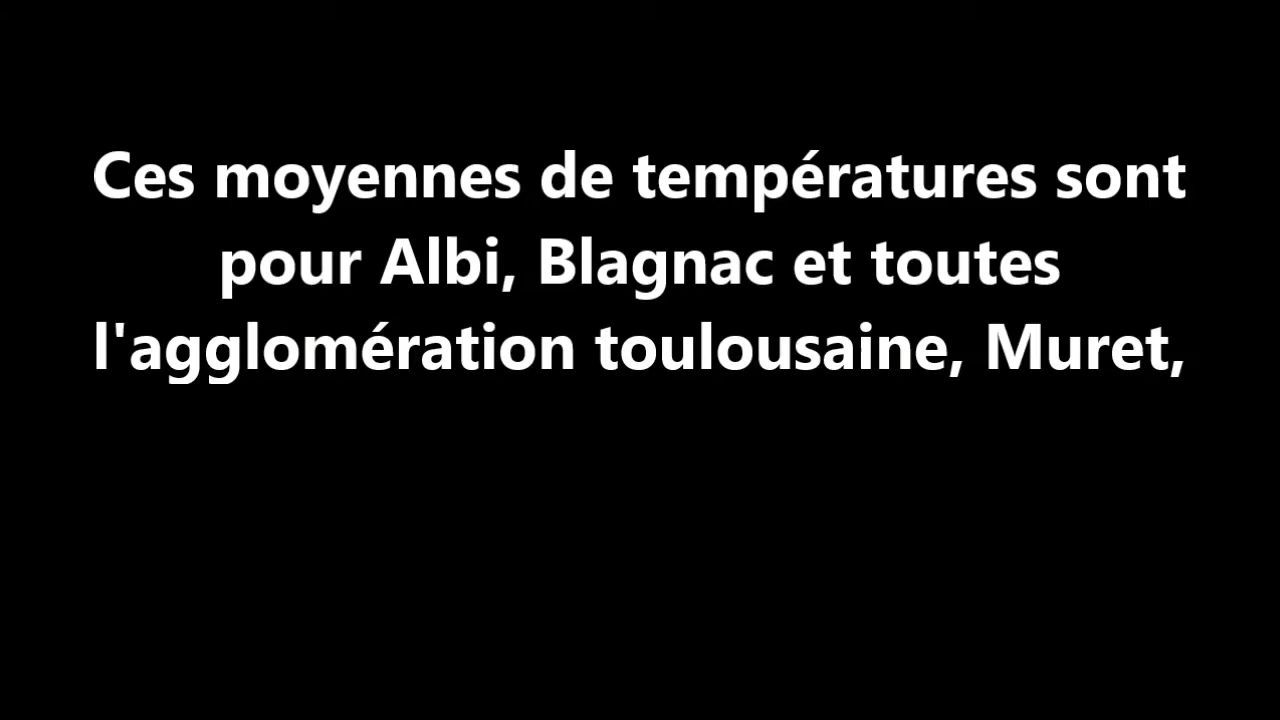 Ces moyennes de températures sont
pour Albi, Blagnac et toutes
l'agglomération toulousaine, Muret,